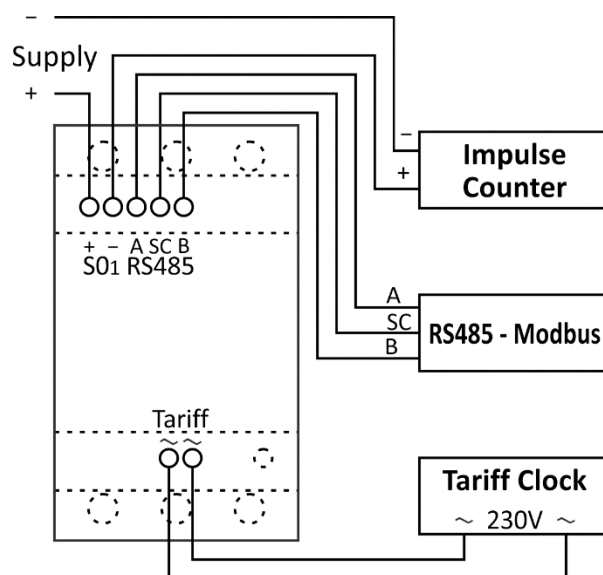 −
Supply
+
−
+
Impulse
Counter
+ − A SC B
S01 RS485
A
SC
B
RS485 - Modbus
Tariff
~ ~
Tariff Clock
~ 230V ~